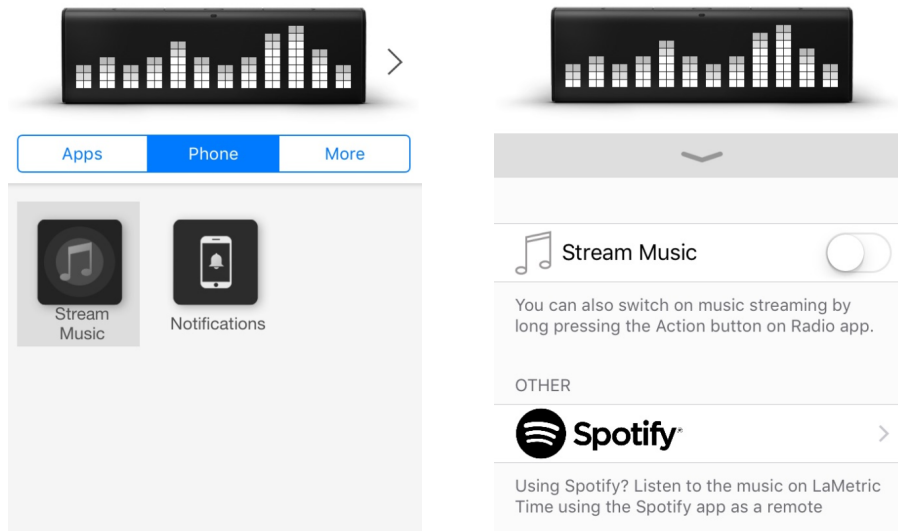 Apps
Phone
More
Stream
Music
Notifications
Stream Music
You can also switch on music streaming by
long pressing the Action button on Radio app.
OTHER
Spotify
Using Spotify? Listen to the music on LaMetric
Time using the Spotify app as a remote